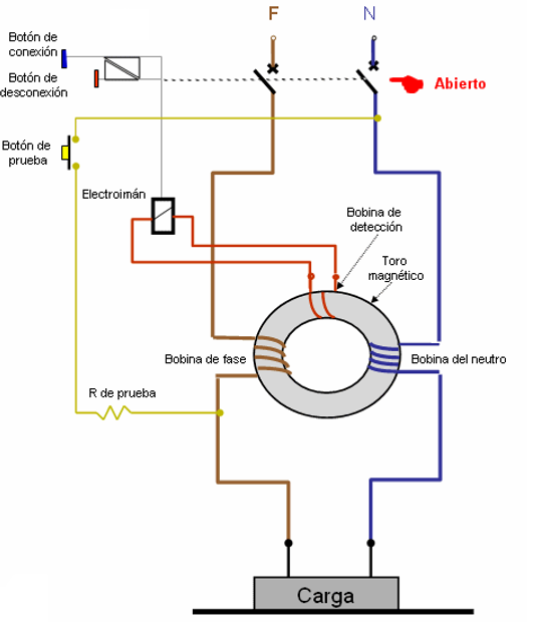 F
N
Botón de
conexión
Botón de
desconexión
Abierto
Botón de
prueba
Electroimán
Bobina de
detección
Toro
magnético
Bobina de fase
Bobina del neutro
R de prueba
Carga